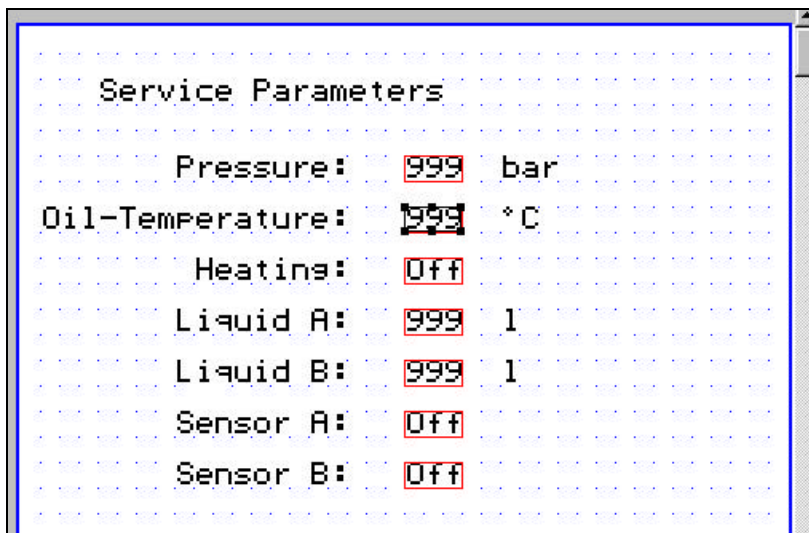 Service Parameters
Pressure: 999 bar
Oil-Temperature: 999 °C
Heating: Off
Liquid A: 999 l
Liquid B: 999 l
Sensor A: Off
Sensor B: Off